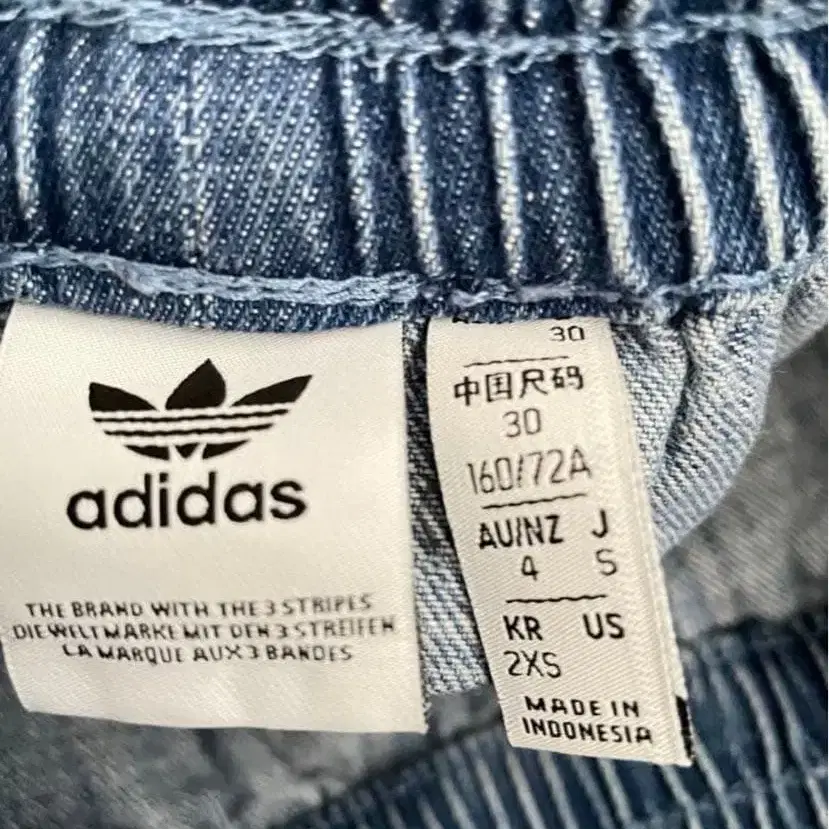 adidas
THE BRAND WITH THE 3 STRIPES
DIE WELTMARKE MIT DEN 3 STREIFEN
LA MARQUE AUX 3 BANDES
30
中国尺码
30
160/72A
AU/NZ J
4 S
KR US
2XS
MADE IN
INDONESIA